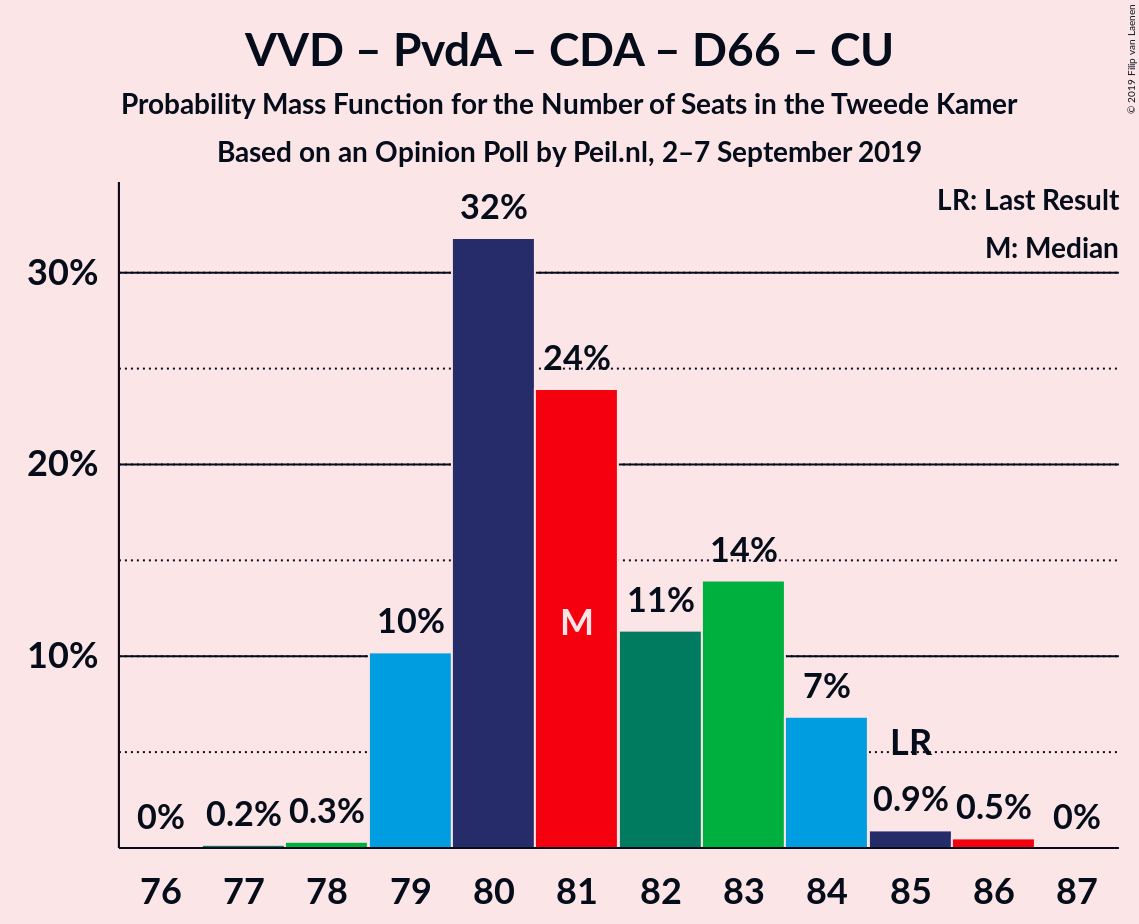 VVD – PvdA – CDA – D66 – CU
Probability Mass Function for the Number of Seats in the Tweede Kamer
Based on an Opinion Poll by Peil.nl, 2–7 September 2019
© 2019 Filip van Laenen
LR: Last Result
M: Median
30%
20%
10%
0%
0.2%
0.3%
10%
32%
24%
M
11%
14%
7%
LR
0.9%
0.5%
0%
76 77 78 79 80 81 82 83 84 85 86 87